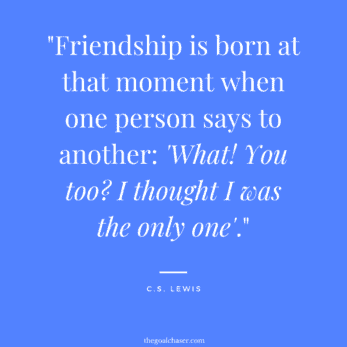 "Friendship is born at
that moment when
one person says to
another: 'What! You
too? I thought I was
the only one'."
C.S. LEWIS
thegoalchaser.com